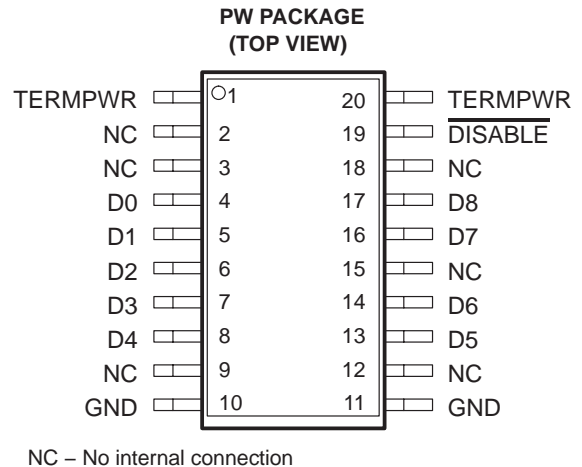 PW PACKAGE
(TOP VIEW)
TERMPWR 1 20 TERMPWR
NC 2 19 DISABLE
NC 3 18 NC
D0 4 17 D8
D1 5 16 D7
D2 6 15 NC
D3 7 14 D6
D4 8 13 D5
NC 9 12 NC
GND 10 11 GND
NC – No internal connection